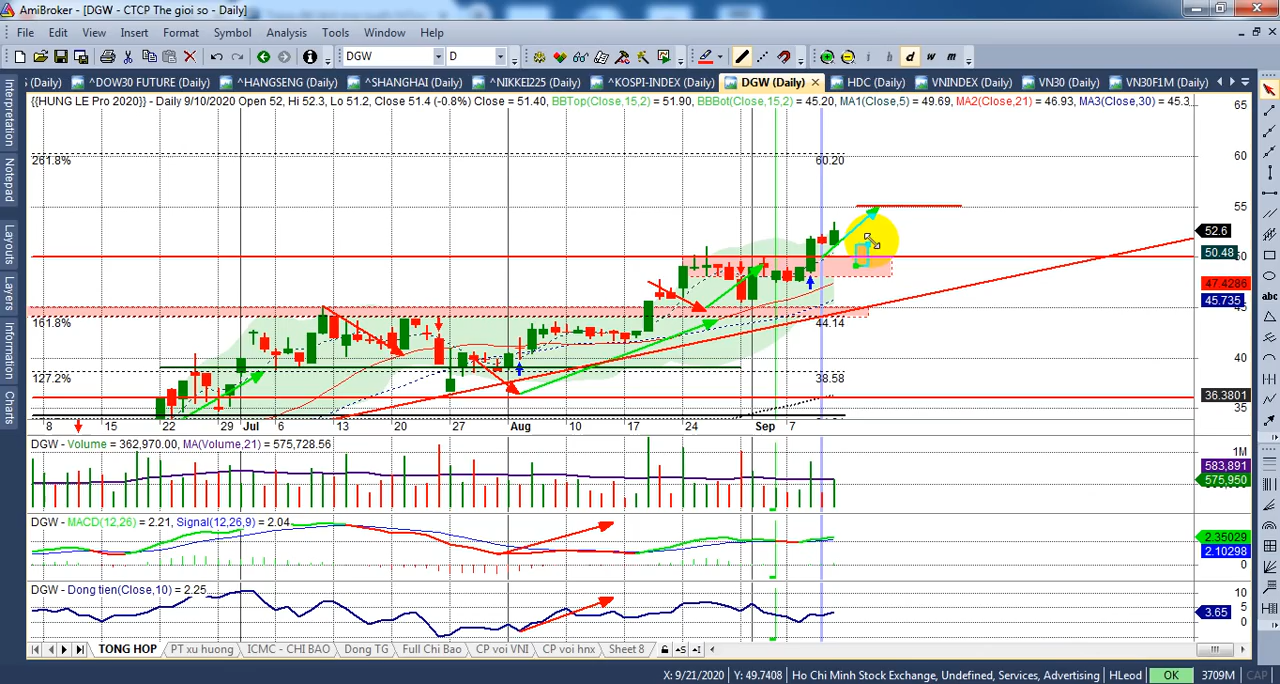 AmiBroker - [DGW - CTCP The gioi so - Daily]
File Edit View Insert Format Symbol Analysis Tools Window Help
DGW D d w m
(Daily) ^DOW30 FUTURE (Daily) ^HANGSENG (Daily) ^SHANGHAI (Daily) ^NIKKEI225 (Daily) ^KOSPI-INDEX (Daily) DGW (Daily) HDC (Daily) VNINDEX (Daily) VN30 (Daily) VN30F1M (Daily)
{{HUNG LE Pro 2020}} - Daily 9/10/2020 Open 52, Hi 52.3, Lo 51.2, Close 51.4 (-0.8%) Close = 51.40, BBTop(Close,15,2) = 51.90, BBBot(Close,15,2) = 45.20, MA1(Close,5) = 49.69, MA2(Close,21) = 46.93, MA3(Close,30) = 45.3
Interpretation
Notepad
Layouts
Layers
Information
Charts
abc
65
261.8% 60.20 60
55
52.6
50.48 50
47.4286
45.735
161.8% 44.14
40
127.2% 38.58
36.3801
35
8 15 22 29 Jul 6 13 20 27 Aug 10 17 24 Sep 7
DGW - Volume = 362,970.00, MA(Volume,21) = 575,728.56
1M
583,891
575,950
DGW - MACD(12,26) = 2.21, Signal(12,26,9) = 2.04
2.35029
2.10298
0
DGW - Dong tien(Close,10) = 2.25
10
5
3.65
0
TONG HOP PT xu huong ICMC - CHI BAO Dong TG Full Chi Bao CP voi VNI CP voi hnx Sheet 8
X: 9/21/2020 Y: 49.7408 Ho Chi Minh Stock Exchange, Undefined, Services, Advertising HLeod OK 3709M CAP